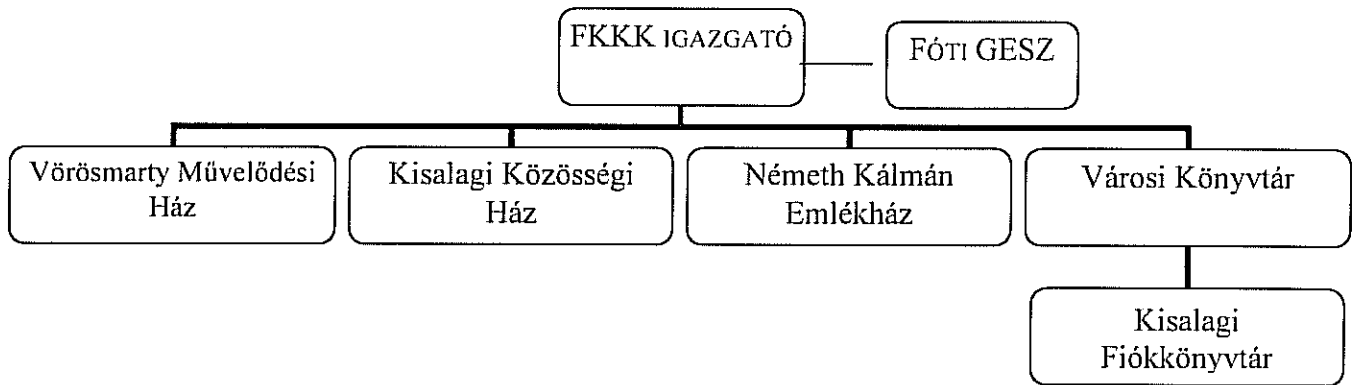 FKKK IGAZGATÓ
FÓTI GESZ
Vörösmarty Művelődési
Ház
Kisalagi Közösségi
Ház
Németh Kálmán
Emlékház
Városi Könyvtár
Kisalagi
Fiókkönyvtár